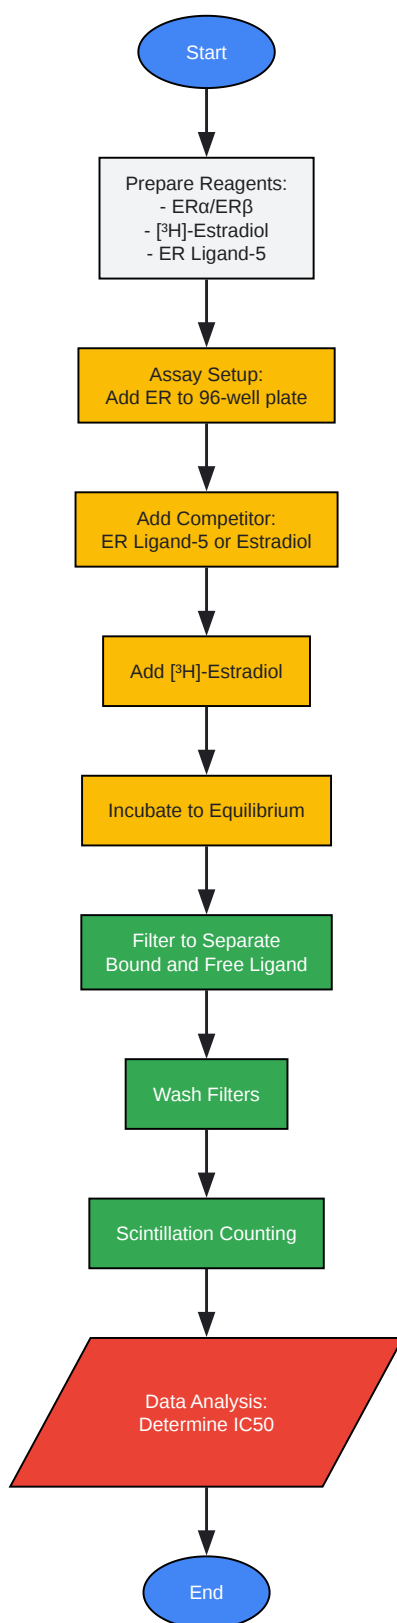 Start
Prepare Reagents:
- ERα/ERβ
- [³H]-Estradiol
- ER Ligand-5
Assay Setup:
Add ER to 96-well plate
Add Competitor:
ER Ligand-5 or Estradiol
Add [³H]-Estradiol
Incubate to Equilibrium
Filter to Separate
Bound and Free Ligand
Wash Filters
Scintillation Counting
Data Analysis:
Determine IC50
End